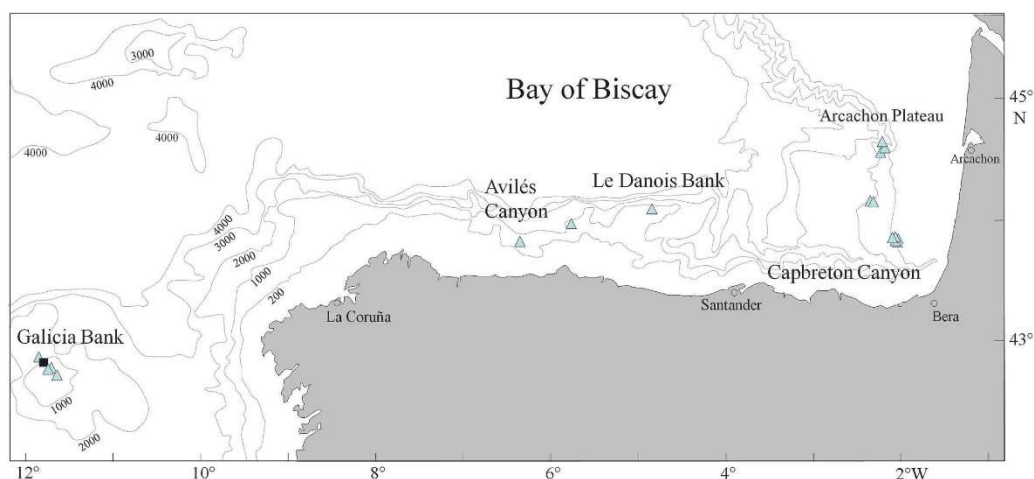 3000
4000
4000
4000
Bay of Biscay
45°
N
Arcachon Plateau
Arcachon
Le Danois Bank
Avilés
Canyon
4000
3000
2000
1000
200
Capbreton Canyon
La Coruña
Santander
Bera
Galicia Bank
43°
1000
2000
12°
10°
8°
6°
4°
2°W